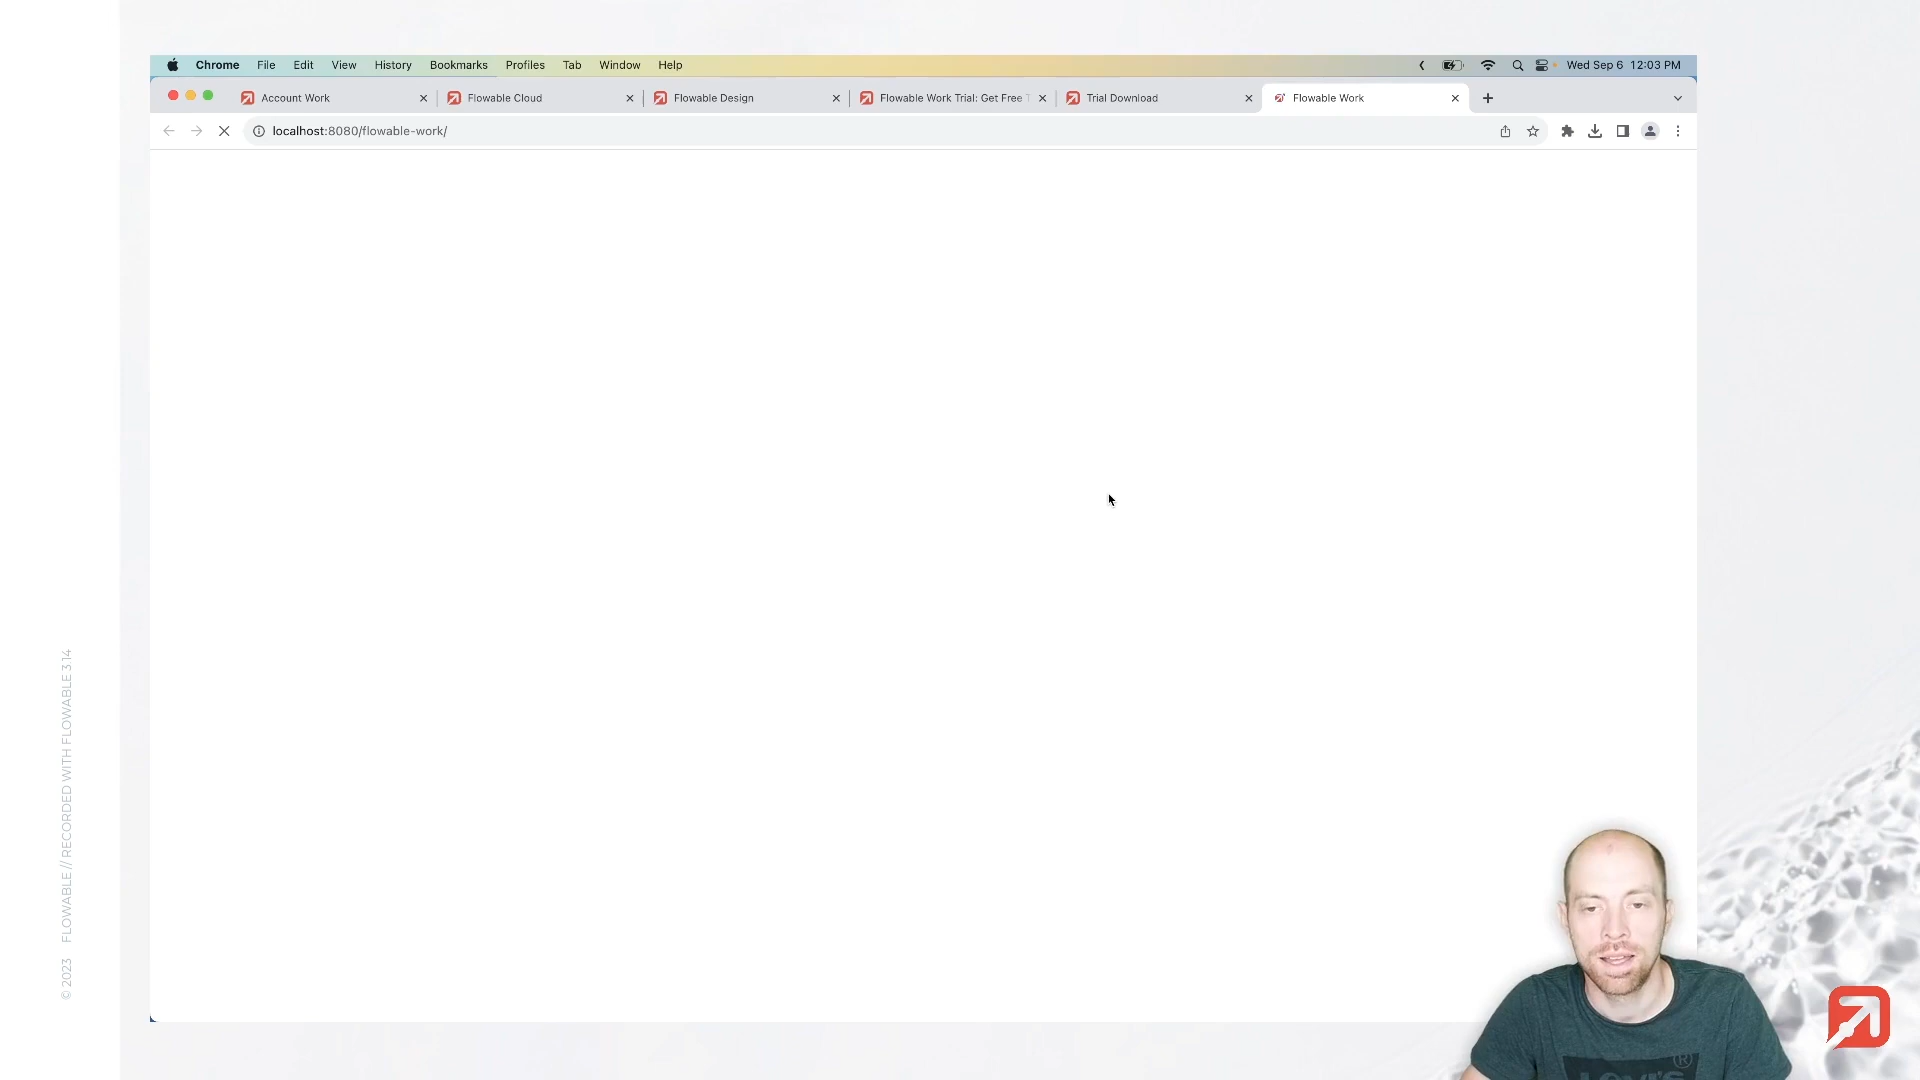 Chrome File Edit View History Bookmarks Profiles Tab Window Help Wed Sep 6 12:03 PM
Account Work Flowable Cloud Flowable Design Flowable Work Trial: Get Free Trial Download Flowable Work
localhost:8080/flowable-work/
© 2023 FLOWABLE // RECORDED WITH FLOWABLE 3.14